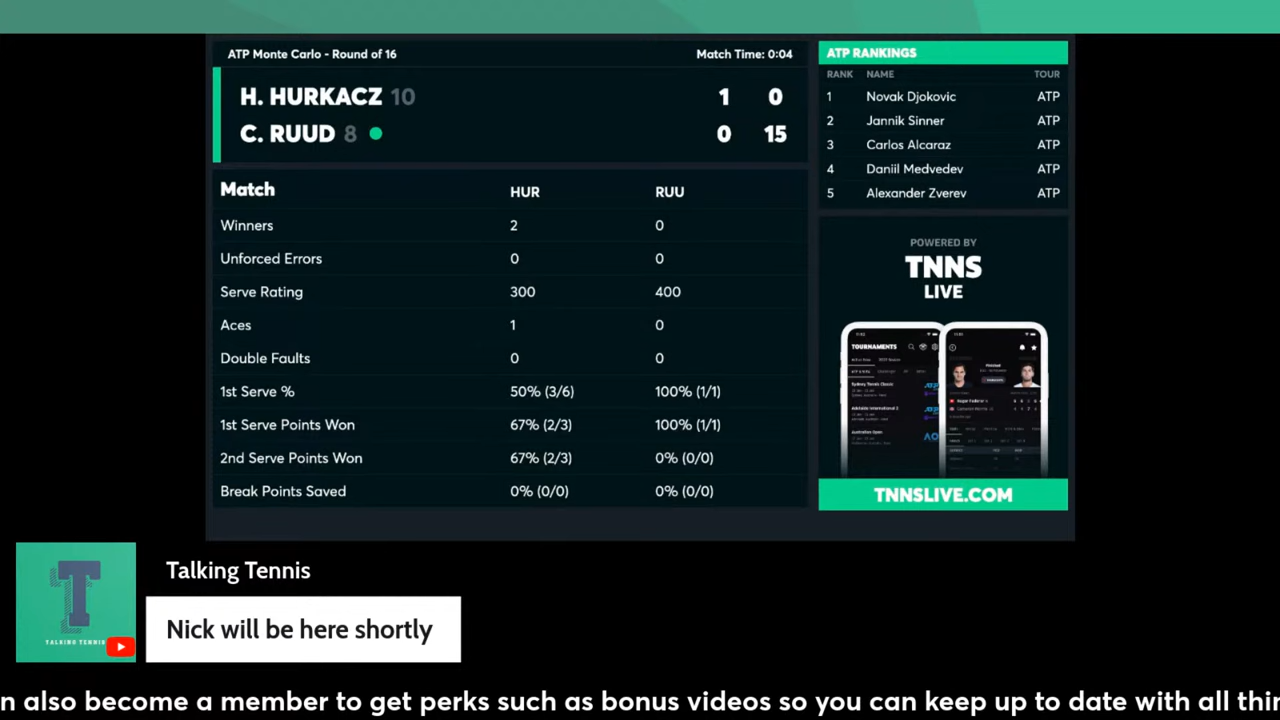 ATP Monte Carlo - Round of 16 Match Time: 0:04
H. HURKACZ 10 1 0
C. RUUD 8 0 15
Match HUR RUU
Winners 2 0
Unforced Errors 0 0
Serve Rating 300 400
Aces 1 0
Double Faults 0 0
1st Serve % 50% (3/6) 100% (1/1)
1st Serve Points Won 67% (2/3) 100% (1/1)
2nd Serve Points Won 67% (2/3) 0% (0/0)
Break Points Saved 0% (0/0) 0% (0/0)
ATP RANKINGS
RANK NAME TOUR
1 Novak Djokovic ATP
2 Jannik Sinner ATP
3 Carlos Alcaraz ATP
4 Daniil Medvedev ATP
5 Alexander Zverev ATP
POWERED BY
TNNS
LIVE
TOURNAMENTS
TNNSLIVE.COM
T
TALKING TENNIS
Talking Tennis
Nick will be here shortly
n also become a member to get perks such as bonus videos so you can keep up to date with all thin